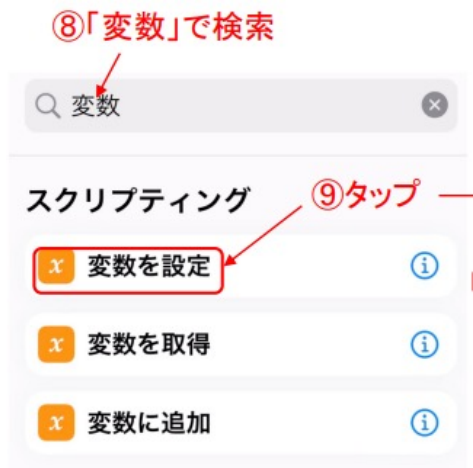 ⑧「変数」で検索
変数
スクリプティング
⑨タップ
x 変数を設定
x 変数を取得
x 変数に追加